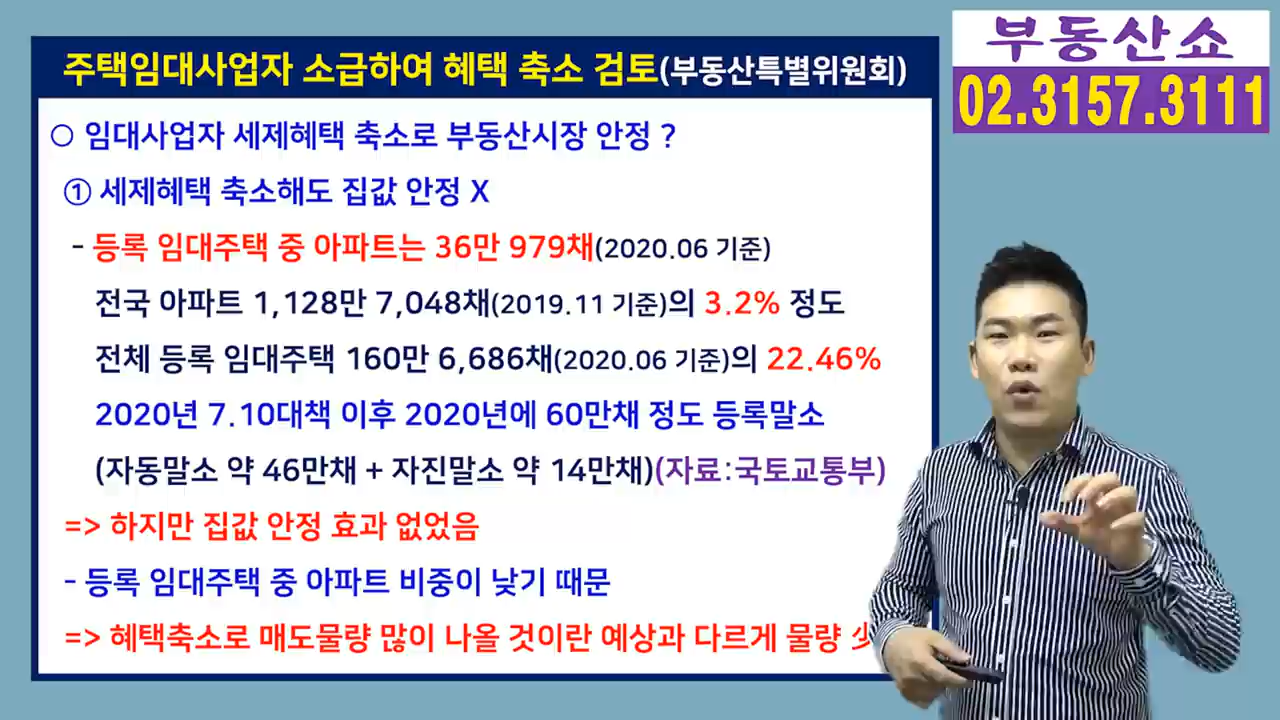 부동산쇼
02.3157.3111
주택임대사업자 소급하여 혜택 축소 검토(부동산특별위원회)
○ 임대사업자 세제혜택 축소로 부동산시장 안정 ?
① 세제혜택 축소해도 집값 안정 X
- 등록 임대주택 중 아파트는 36만 979채(2020.06 기준)
전국 아파트 1,128만 7,048채(2019.11 기준)의 3.2% 정도
전체 등록 임대주택 160만 6,686채(2020.06 기준)의 22.46%
2020년 7.10대책 이후 2020년에 60만채 정도 등록말소
(자동말소 약 46만채 + 자진말소 약 14만채)(자료:국토교통부)
=> 하지만 집값 안정 효과 없었음
- 등록 임대주택 중 아파트 비중이 낮기 때문
=> 혜택축소로 매도물량 많이 나올 것이란 예상과 다르게 물량 少